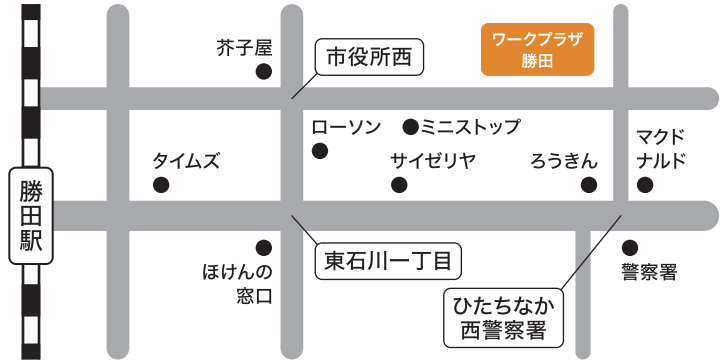 芥子屋
市役所西
ワークプラザ
勝田
ローソン
ミニストップ
マクド
ナルド
タイムズ
サイゼリヤ
ろうきん
勝田駅
ほけんの
窓口
東石川一丁目
警察署
ひたちなか
西警察署